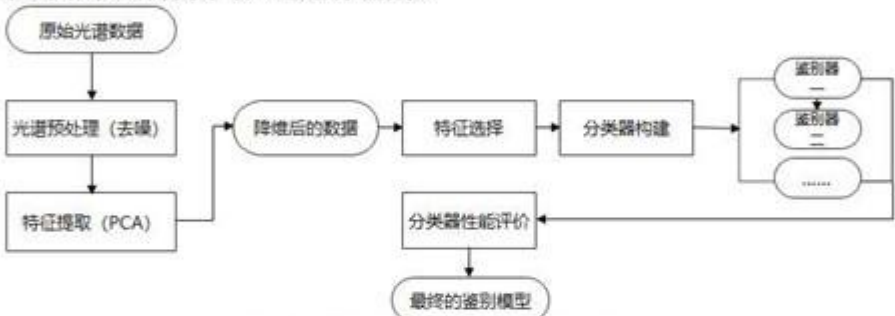 原始光谱数据
光谱预处理（去噪）
特征提取（PCA）
降维后的数据
特征选择
分类器构建
鉴别器
一
鉴别器
二
......
分类器性能评价
最终的鉴别模型